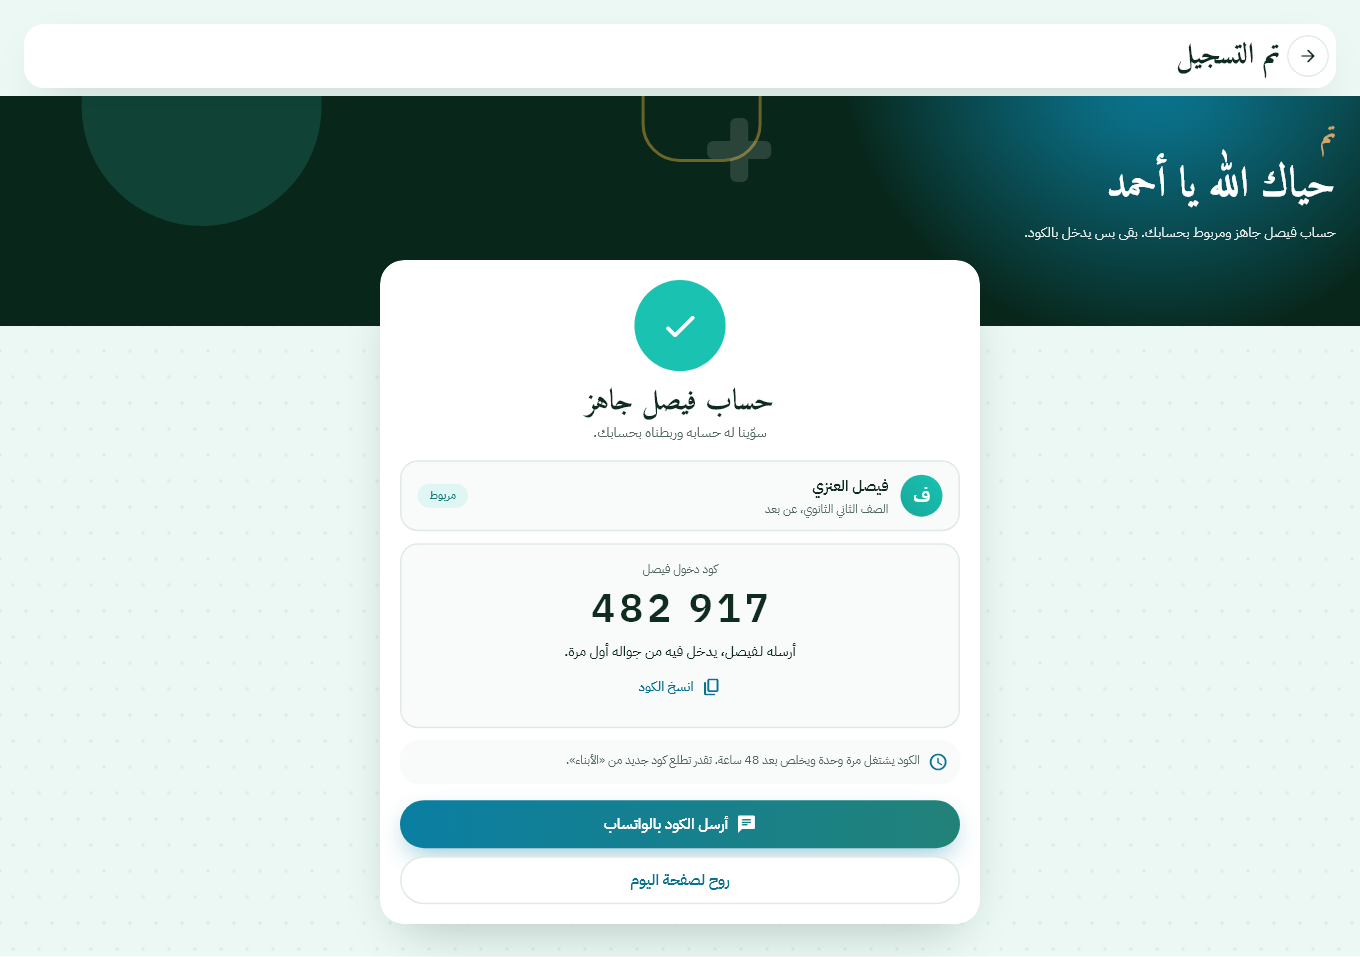 تم التسجيل
تم
حياك الله يا أحمد
حساب فيصل جاهز ومربوط بحسابك. بقى بس يدخل بالكود.
حساب فيصل جاهز
سوّينا له حسابه وربطناه بحسابك.
ف
فيصل العنزي
الصف الثاني الثانوي، عن بعد
مربوط
كود دخول فيصل
482 917
أرسله لفيصل، يدخل فيه من جواله أول مرة.
انسخ الكود
الكود يشتغل مرة وحدة ويخلص بعد 48 ساعة. تقدر تطلع كود جديد من «الأبناء».
أرسل الكود بالواتساب
روح لصفحة اليوم